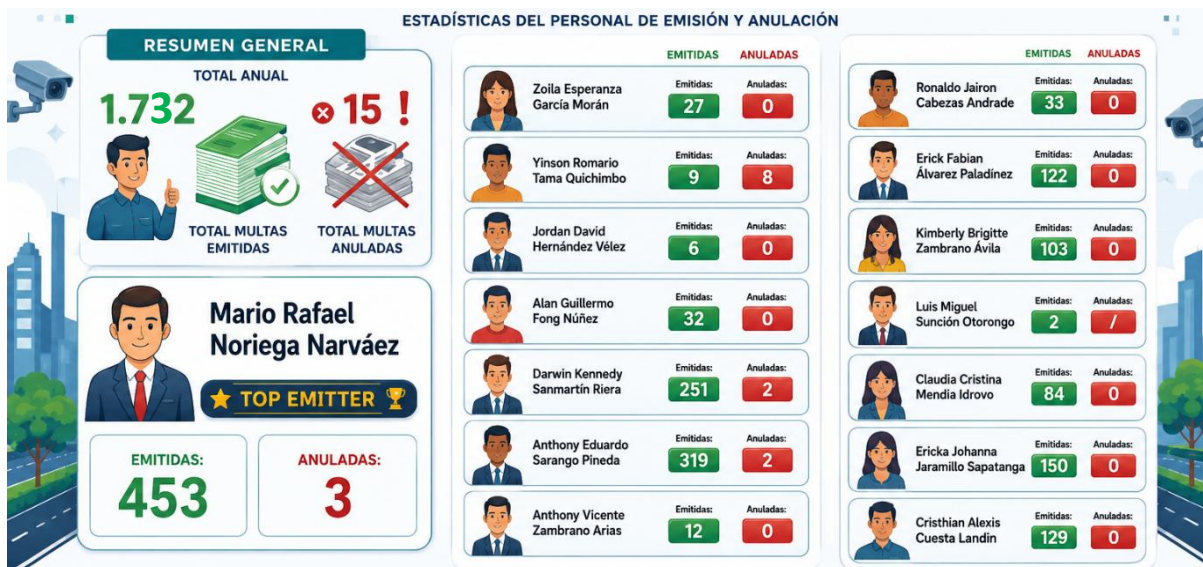 ESTADÍSTICAS DEL PERSONAL DE EMISIÓN Y ANULACIÓN
RESUMEN GENERAL
TOTAL ANUAL
1.732
15 !
TOTAL MULTAS
EMITIDAS
TOTAL MULTAS
ANULADAS
Mario Rafael
Noriega Narváez
TOP EMITTER
EMITIDAS:
453
ANULADAS:
3
EMITIDAS ANULADAS
Zoila Esperanza
García Morán
Emitidas: Anuladas:
27 0
Yinson Romario
Tama Quichimbo
Emitidas: Anuladas:
9 8
Jordan David
Hernández Vélez
Emitidas: Anuladas:
6 0
Alan Guillermo
Fong Núñez
Emitidas: Anuladas:
32 0
Darwin Kennedy
Sanmartín Riera
Emitidas: Anuladas:
251 2
Anthony Eduardo
Sarango Pineda
Emitidas: Anuladas:
319 2
Anthony Vicente
Zambrano Arias
Emitidas: Anuladas:
12 0
EMITIDAS ANULADAS
Ronaldo Jairon
Cabezas Andrade
Emitidas: Anuladas:
33 0
Erick Fabian
Álvarez Paladínez
Emitidas: Anuladas:
122 0
Kimberly Brigitte
Zambrano Ávila
Emitidas: Anuladas:
103 0
Luis Miguel
Sunción Otorongo
Emitidas: Anuladas:
2 /
Claudia Cristina
Mendia Idrovo
Emitidas: Anuladas:
84 0
Ericka Johanna
Jaramillo Sapatanga
Emitidas: Anuladas:
150 0
Cristhian Alexis
Cuesta Landin
Emitidas: Anuladas:
129 0